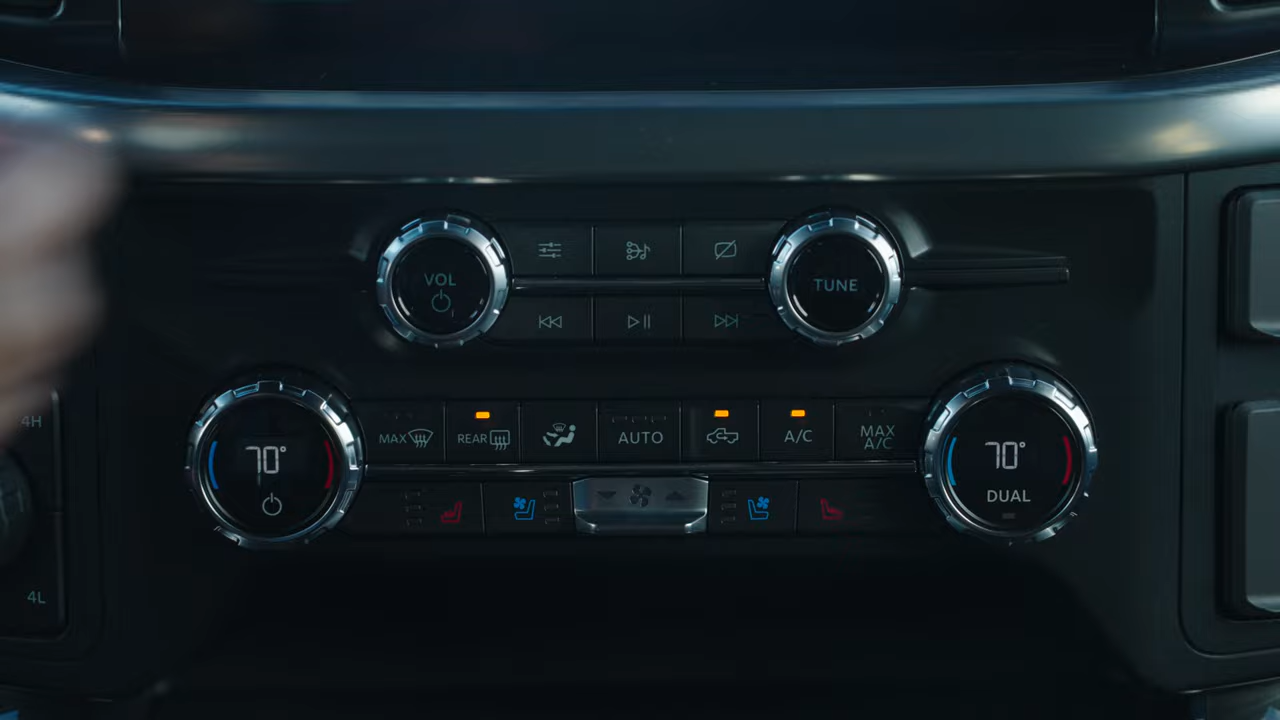 VOL
TUNE
4H
70°
MAX
REAR
AUTO
A/C
MAX
A/C
70°
DUAL
4L